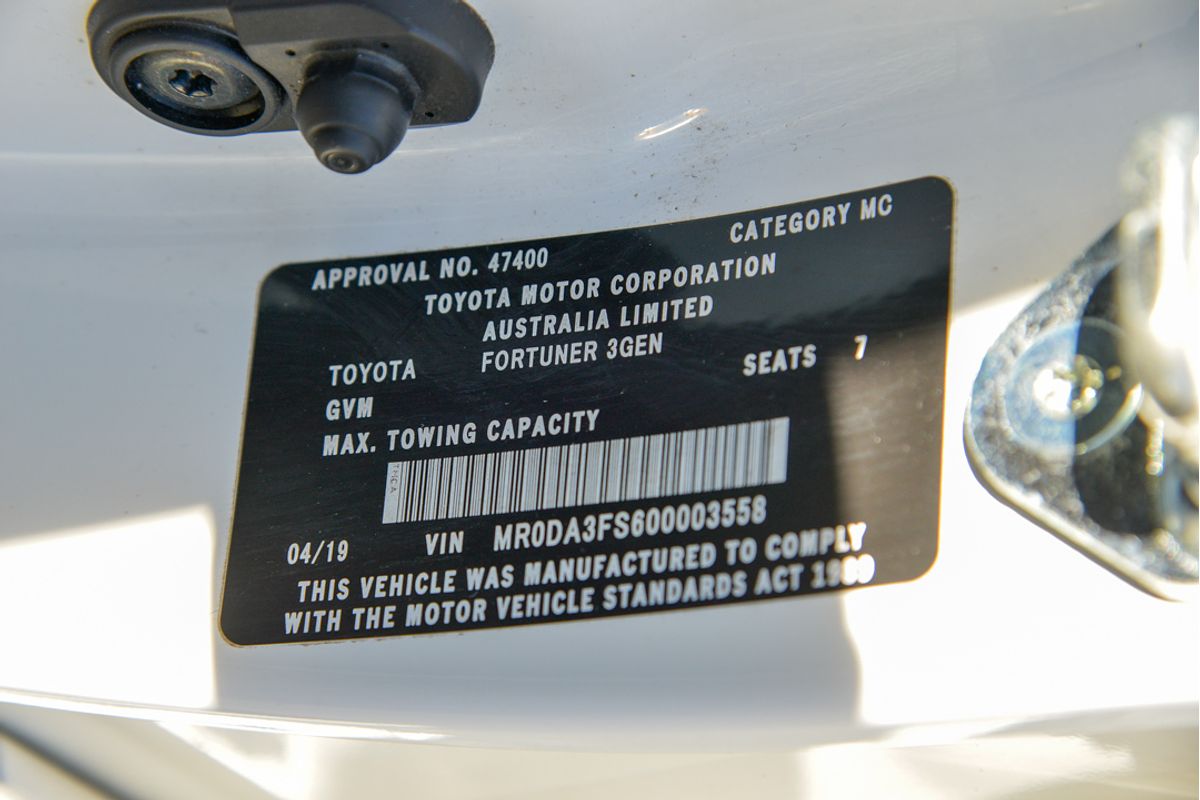 APPROVAL NO. 47400 CATEGORY MC
TOYOTA MOTOR CORPORATION
AUSTRALIA LIMITED
TOYOTA FORTUNER 3GEN SEATS 7
GVM
MAX. TOWING CAPACITY
TMCA
04/19 VIN MR0DA3FS600003558
THIS VEHICLE WAS MANUFACTURED TO COMPLY
WITH THE MOTOR VEHICLE STANDARDS ACT 1989